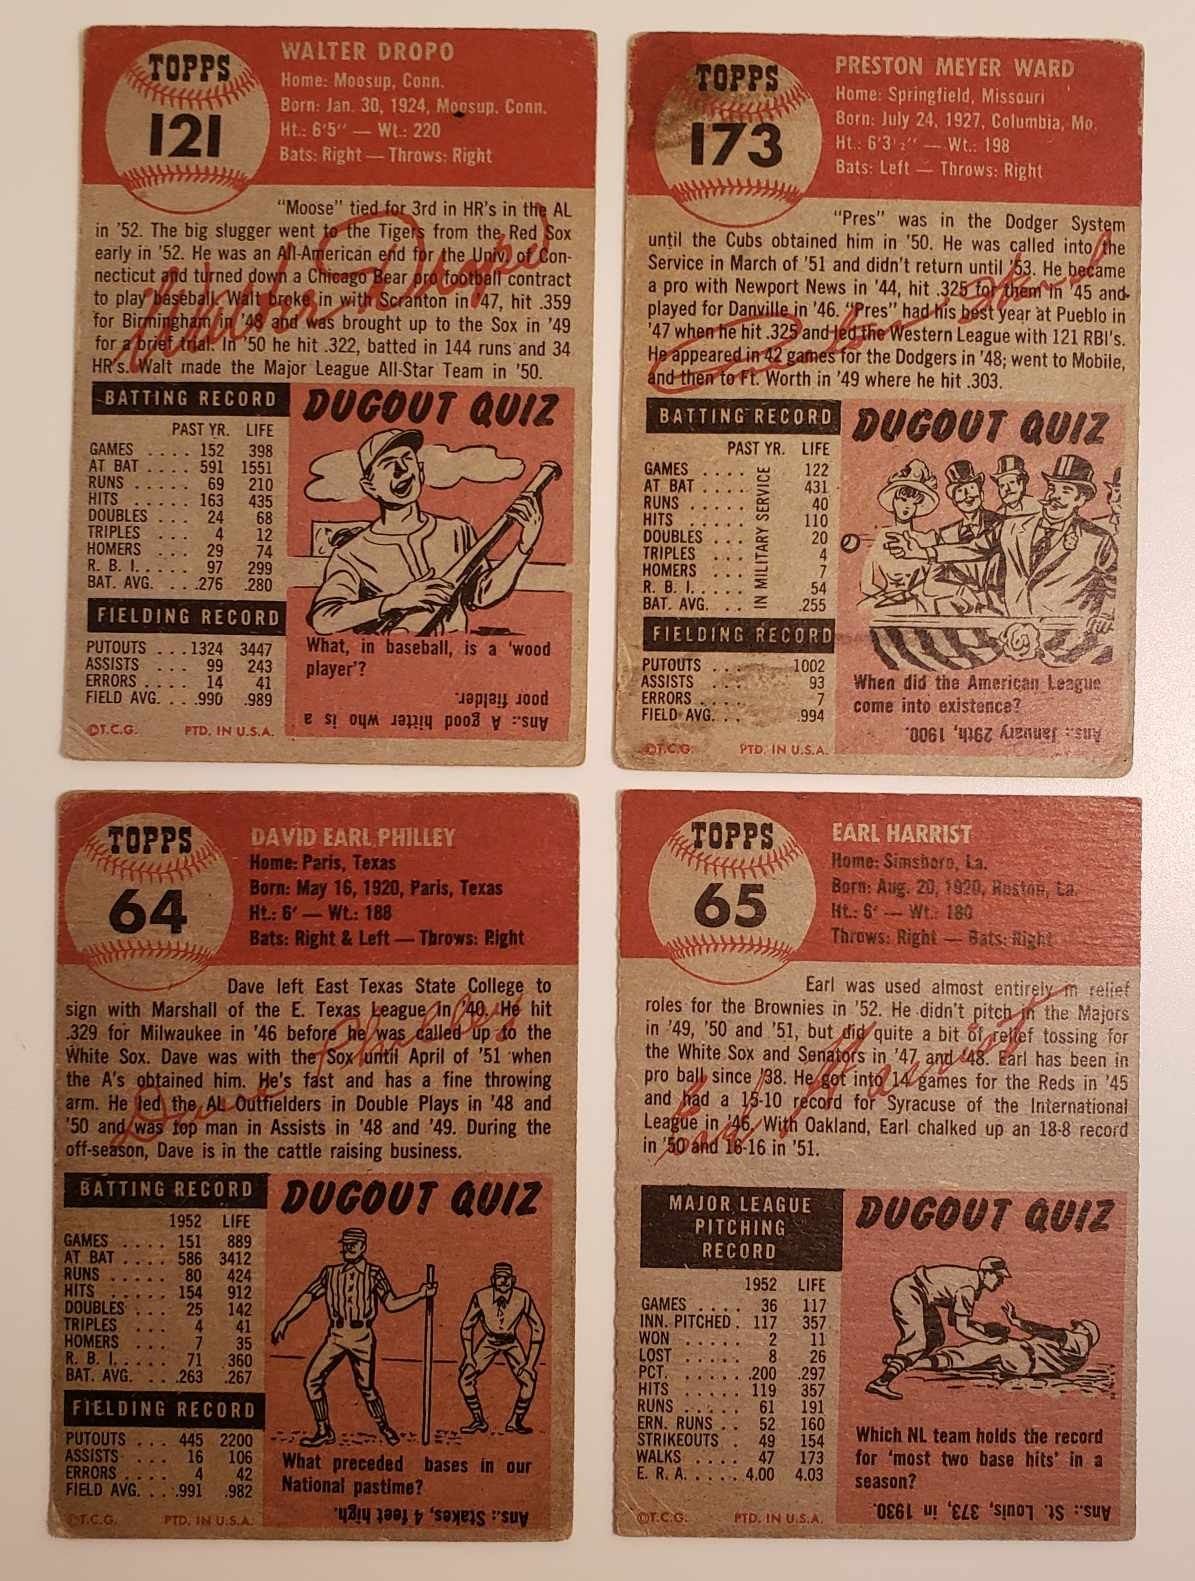 TOPPS
121
WALTER DROPO
Home: Moosup, Conn.
Born: Jan. 30, 1924, Moosup. Conn.
Ht.: 6'5" — Wt.: 220
Bats: Right — Throws: Right
"Moose" tied for 3rd in HR's in the AL
in '52. The big slugger went to the Tigers from the Red Sox
early in '52. He was an All-American end for the Univ. of Con-
necticut and turned down a Chicago Bear pro football contract
to play baseball. Walt broke in with Scranton in '47, hit .359
for Birmingham in '48 and was brought up to the Sox in '49
for a brief trial. In '50 he hit .322, batted in 144 runs and 34
HR's. Walt made the Major League All-Star Team in '50.
Walter Dropo
BATTING RECORD
PAST YR. LIFE
GAMES .... 152 398
AT BAT .... 591 1551
RUNS ..... 69 210
HITS ..... 163 435
DOUBLES ... 24 68
TRIPLES ... 4 12
HOMERS ... 29 74
R. B. I. .... 97 299
BAT. AVG. .. .276 .280
FIELDING RECORD
PUTOUTS ... 1324 3447
ASSISTS ... 99 243
ERRORS ... 14 41
FIELD AVG. ... .990 .989
©T.C.G. PTD. IN U.S.A.
DUGOUT QUIZ
What, in baseball, is a 'wood
player'?
Ans.: A good hitter who is a
poor fielder.
TOPPS
173
PRESTON MEYER WARD
Home: Springfield, Missouri
Born: July 24, 1927, Columbia, Mo.
Ht.: 6'3½" — Wt.: 198
Bats: Left — Throws: Right
"Pres" was in the Dodger System
until the Cubs obtained him in '50. He was called into the
Service in March of '51 and didn't return until '53. He became
a pro with Newport News in '44, hit .325 for them in '45 and
played for Danville in '46. "Pres" had his best year at Pueblo in
'47 when he hit .325 and led the Western League with 121 RBI's.
He appeared in 42 games for the Dodgers in '48; went to Mobile,
and then to Ft. Worth in '49 where he hit .303.
BATTING RECORD
PAST YR. LIFE
GAMES .... 122
AT BAT .... 431
RUNS ..... 40
HITS ..... 110
DOUBLES ... 20
TRIPLES ... 4
HOMERS ... 7
R. B. I. .... 54
BAT. AVG. .. .255
IN MILITARY SERVICE
FIELDING RECORD
PUTOUTS ... 1002
ASSISTS ... 93
ERRORS ... 7
FIELD AVG. ... .994
©T.C.G. PTD. IN U.S.A.
DUGOUT QUIZ
When did the American League
come into existence?
Ans.: January 29th, 1900.
TOPPS
64
DAVID EARL PHILLEY
Home: Paris, Texas
Born: May 16, 1920, Paris, Texas
Ht.: 6' — Wt.: 188
Bats: Right & Left — Throws: Right
Dave left East Texas State College to
sign with Marshall of the E. Texas League in '40. He hit
.329 for Milwaukee in '46 before he was called up to the
White Sox. Dave was with the Sox until April of '51 when
the A's obtained him. He's fast and has a fine throwing
arm. He led the AL Outfielders in Double Plays in '48 and
'50 and was top man in Assists in '48 and '49. During the
off-season, Dave is in the cattle raising business.
Dave Philley
BATTING RECORD
1952 LIFE
GAMES .... 151 889
AT BAT .... 586 3412
RUNS .... 80 424
HITS ..... 154 912
DOUBLES ... 25 142
TRIPLES ... 4 41
HOMERS ... 7 35
R. B. I. .... 71 360
BAT. AVG. .. .263 .267
FIELDING RECORD
PUTOUTS ... 445 2200
ASSISTS ... 16 106
ERRORS ... 4 42
FIELD AVG. ... .991 .982
©T.C.G. PTD. IN U.S.A.
DUGOUT QUIZ
What preceded bases in our
National pastime?
Ans.: Stakes, 4 feet high.
TOPPS
65
EARL HARRIST
Home: Simsboro, La.
Born: Aug. 20, 1920, Ruston, La.
Ht.: 6' — Wt.: 180
Throws: Right — Bats: Right
Earl was used almost entirely in relief
roles for the Brownies in '52. He didn't pitch in the Majors
in '49, '50 and '51, but did quite a bit of relief tossing for
the White Sox and Senators in '47 and '48. Earl has been in
pro ball since '38. He got into 14 games for the Reds in '45
and had a 15-10 record for Syracuse of the International
League in '46. With Oakland, Earl chalked up an 18-8 record
in '50 and 16-16 in '51.
Earl Harrist
MAJOR LEAGUE
PITCHING
RECORD
1952 LIFE
GAMES .... 36 117
INN. PITCHED . 117 357
WON .... 2 11
LOST .... 8 26
PCT. ..... .200 .297
HITS ..... 119 357
RUNS .... 61 191
ERN. RUNS .. 52 160
STRIKEOUTS . 49 154
WALKS .... 47 173
E. R. A. .... 4.00 4.03
©T.C.G. PTD. IN U.S.A.
DUGOUT QUIZ
Which NL team holds the record
for 'most two base hits' in a
season?
Ans.: St. Louis, 373, in 1930.